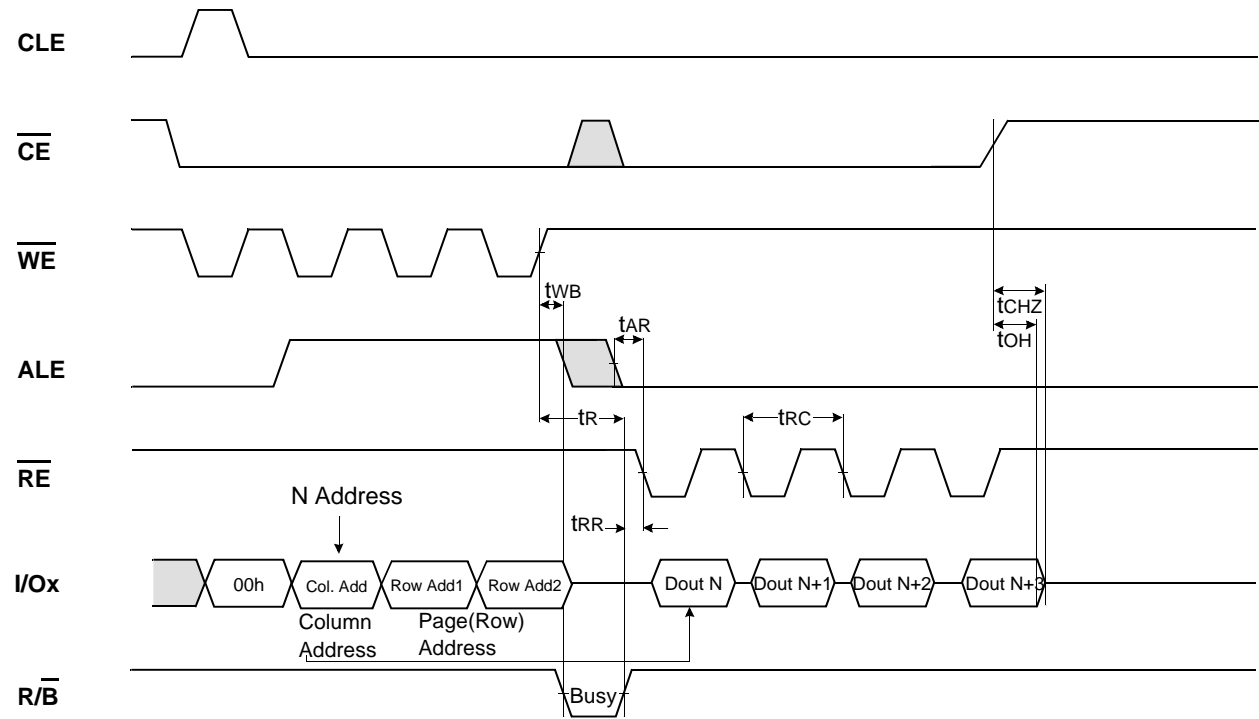 CLE
CE
WE
tWB
tCHZ
tAR
tOH
ALE
tR
tRC
RE
N Address
tRR
I/Ox
00h
Col. Add
Row Add1
Row Add2
Dout N
Dout N+1
Dout N+2
Dout N+3
Column
Address
Page(Row)
Address
R/B
Busy